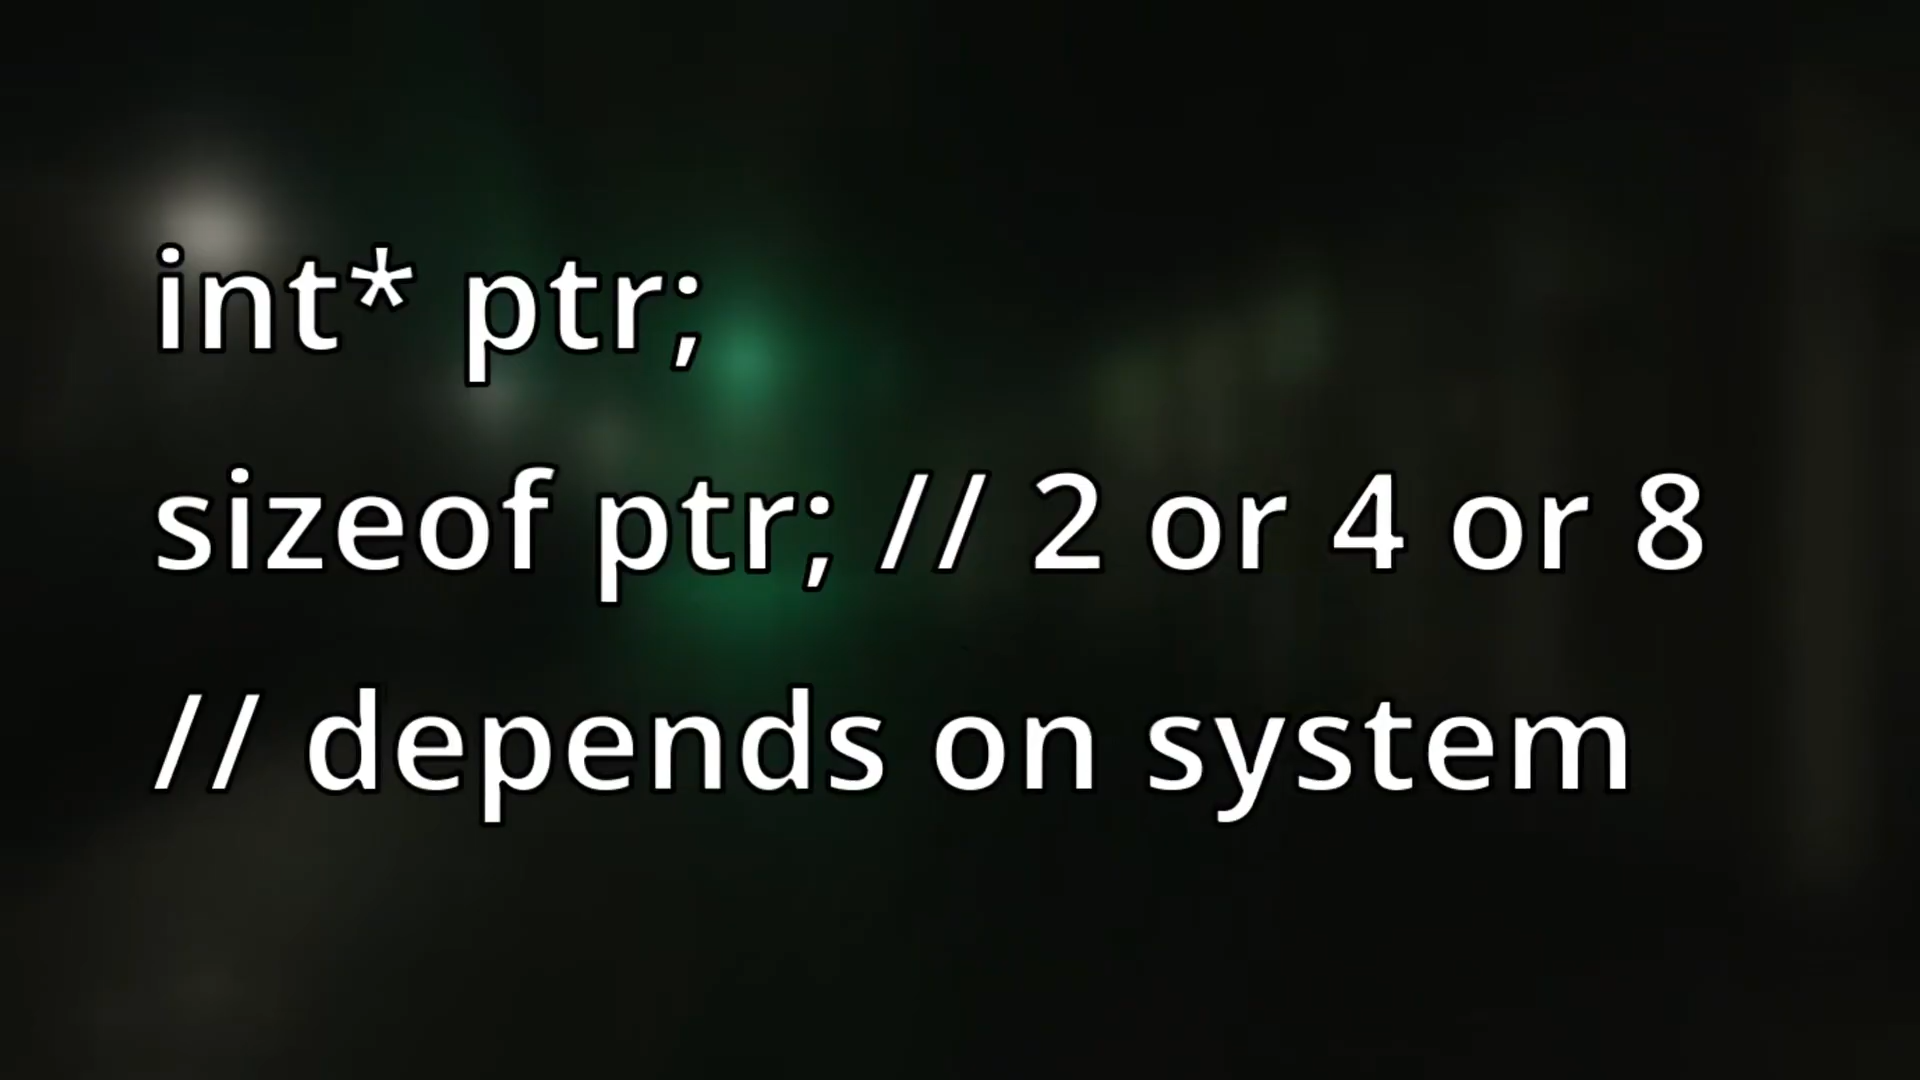 int* ptr;
sizeof ptr; // 2 or 4 or 8
// depends on system